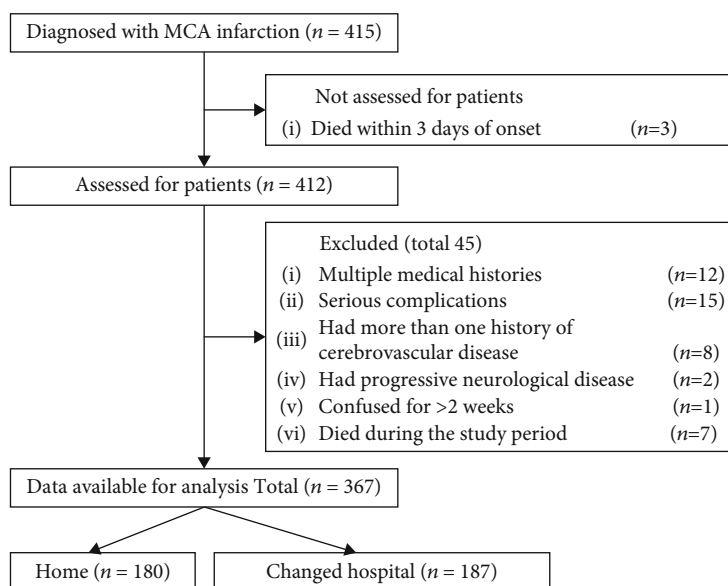 Diagnosed with MCA infarction (n = 415)
Not assessed for patients
(i) Died within 3 days of onset (n=3)
Assessed for patients (n = 412)
Excluded (total 45)
(i) Multiple medical histories (n=12)
(ii) Serious complications (n=15)
(iii) Had more than one history of
cerebrovascular disease (n=8)
(iv) Had progressive neurological disease (n=2)
(v) Confused for >2 weeks (n=1)
(vi) Died during the study period (n=7)
Data available for analysis Total (n = 367)
Home (n = 180)
Changed hospital (n = 187)